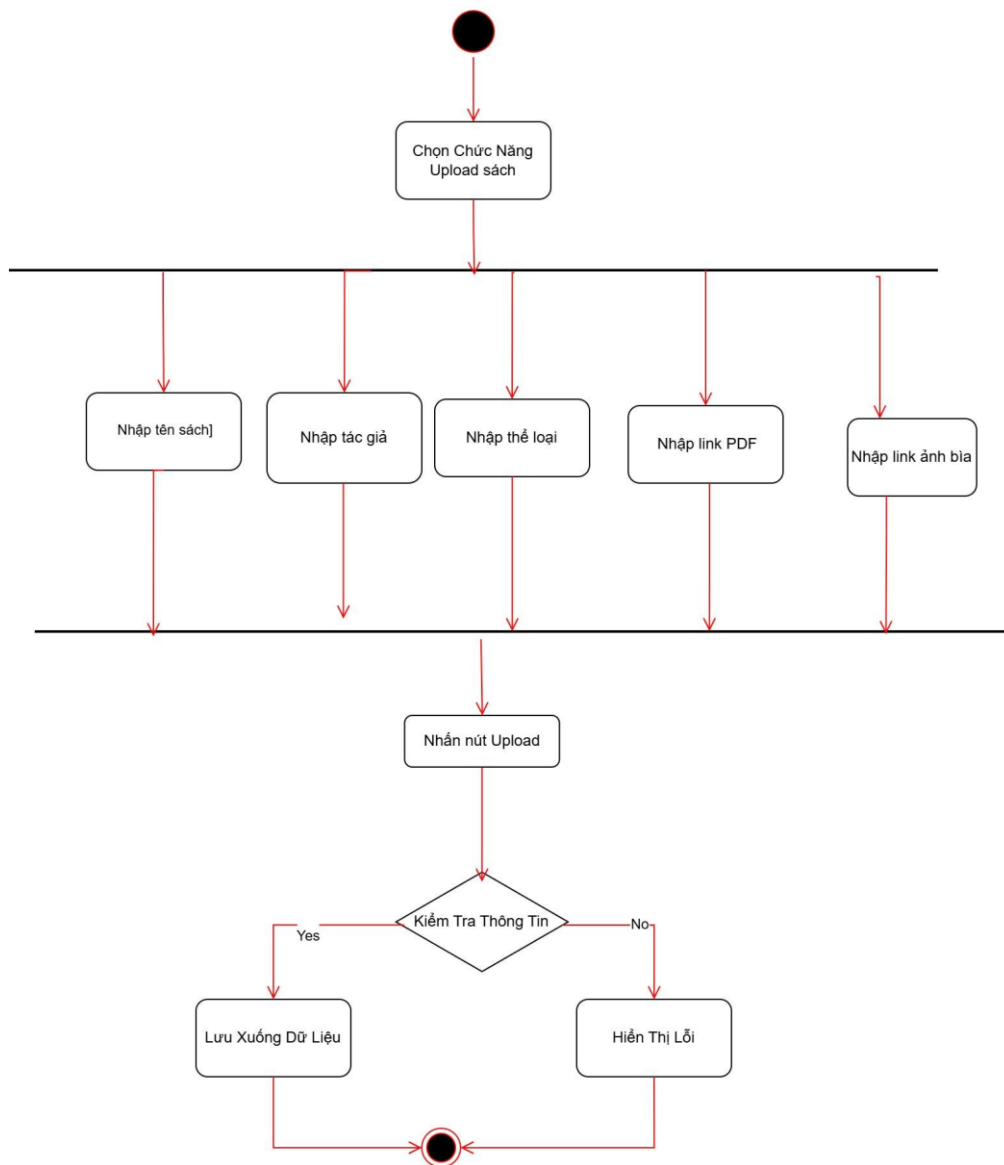 Chọn Chức Năng
Upload sách
Nhập tên sách]
Nhập tác giả
Nhập thể loại
Nhập link PDF
Nhập link ảnh bìa
Nhấn nút Upload
Kiểm Tra Thông Tin
Yes
No
Lưu Xuống Dữ Liệu
Hiển Thị Lỗi